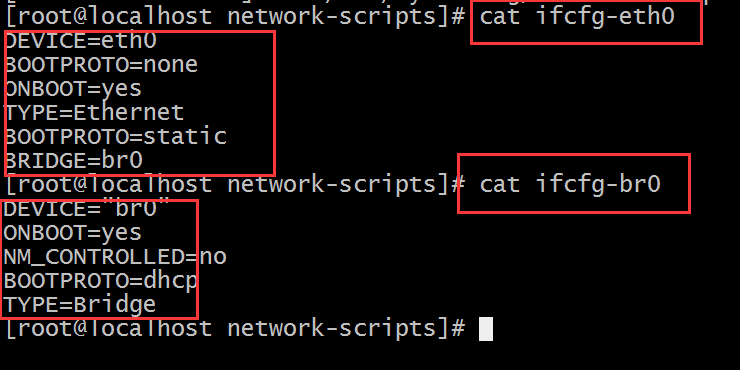 [root@localhost network-scripts]# cat ifcfg-eth0
DEVICE=eth0
BOOTPROTO=none
ONBOOT=yes
TYPE=Ethernet
BOOTPROTO=static
BRIDGE=br0
[root@localhost network-scripts]# cat ifcfg-br0
DEVICE="br0"
ONBOOT=yes
NM_CONTROLLED=no
BOOTPROTO=dhcp
TYPE=Bridge
[root@localhost network-scripts]#